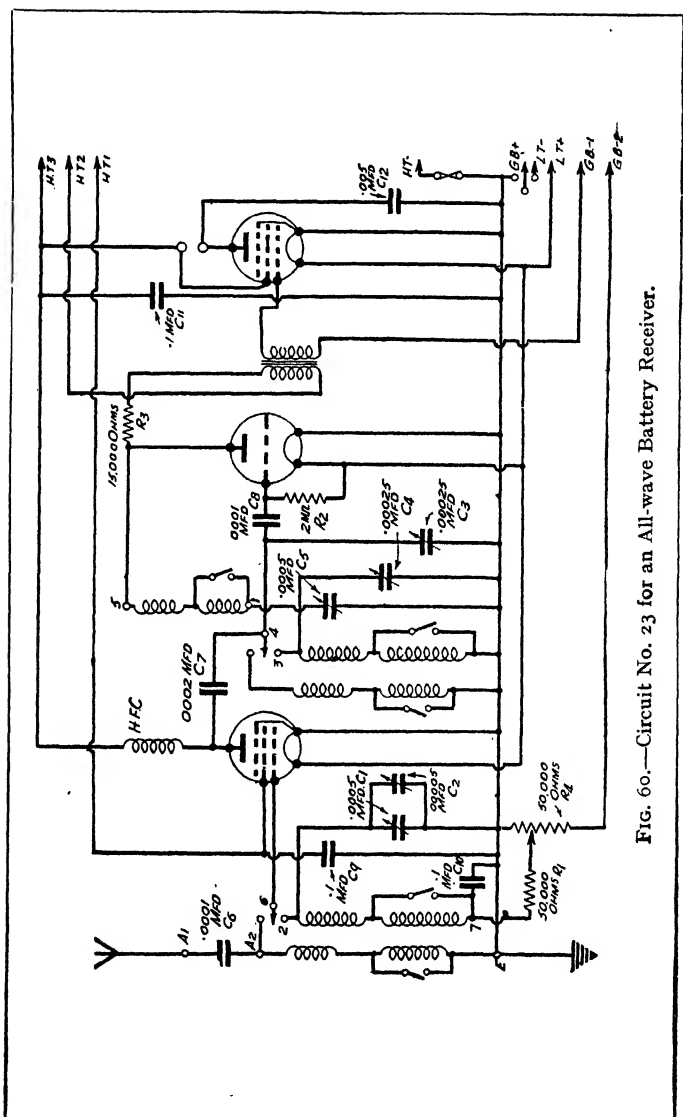 HT3
HT2
HT1
.005
MFD
C12
HT-
GB+
LT-
LT+
GB-1
GB-2
.1 MFD
C11
15,000 OHMS
R3
.0001
MFD
C8
2MΩ
R2
.00025
MFD
C4
.00025
MFD
C3
.0005
MFD
C5
5
1
4
3
.0002 MFD
C7
H.F.C
.0005
MFD.C1
.00005
MFD
C2
50,000
OHMS
R4
.1
MFD
C9
.1
MFD
C10
50,000
OHMS R1
6
2
7
A1
.0001
MFD.
C6
A2
E
FIG. 60.—Circuit No. 23 for an All-wave Battery Receiver.